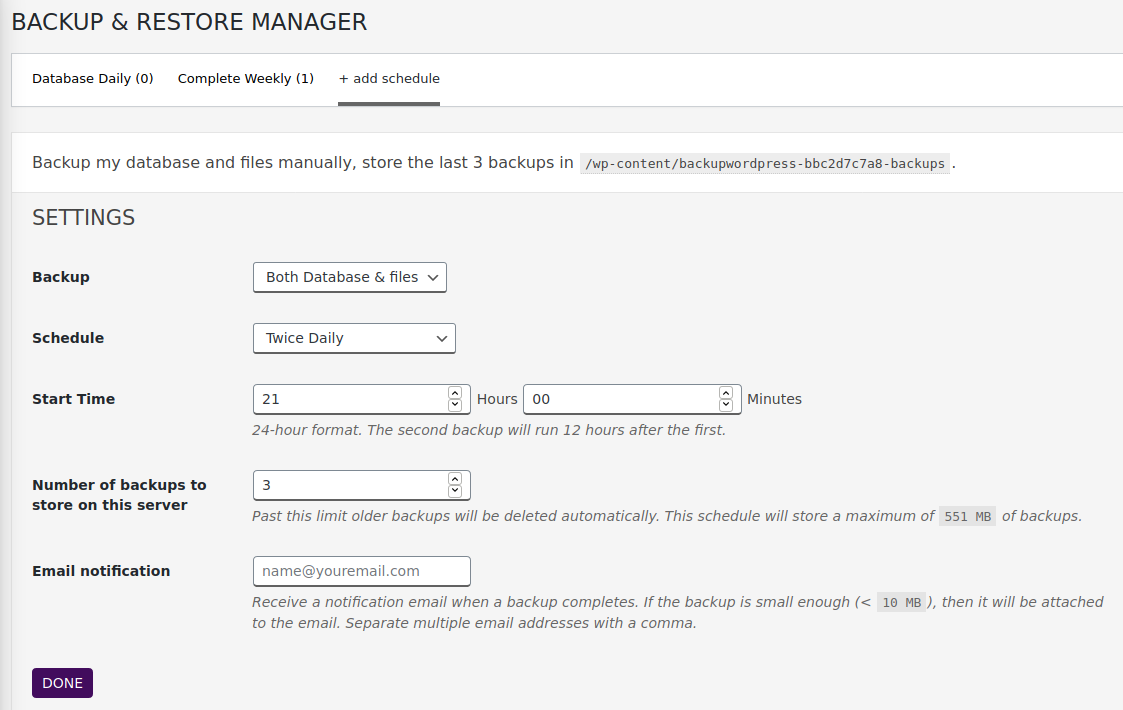 BACKUP & RESTORE MANAGER
Database Daily (0) Complete Weekly (1) + add schedule
Backup my database and files manually, store the last 3 backups in /wp-content/backupwordpress-bbc2d7c7a8-backups .
SETTINGS
Backup Both Database & files
Schedule Twice Daily
Start Time 21 Hours 00 Minutes
24-hour format. The second backup will run 12 hours after the first.
Number of backups to
store on this server 3
Past this limit older backups will be deleted automatically. This schedule will store a maximum of 551 MB of backups.
Email notification name@youremail.com
Receive a notification email when a backup completes. If the backup is small enough (< 10 MB ), then it will be attached
to the email. Separate multiple email addresses with a comma.
DONE